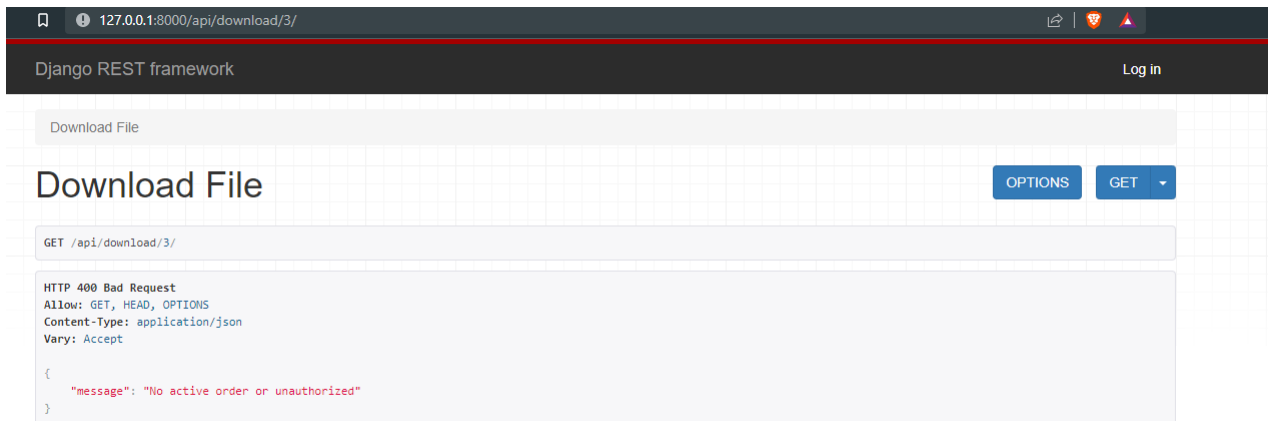 127.0.0.1:8000/api/download/3/
Django REST framework
Log in
Download File
Download File
OPTIONS
GET
GET /api/download/3/
HTTP 400 Bad Request
Allow: GET, HEAD, OPTIONS
Content-Type: application/json
Vary: Accept
{
"message": "No active order or unauthorized"
}